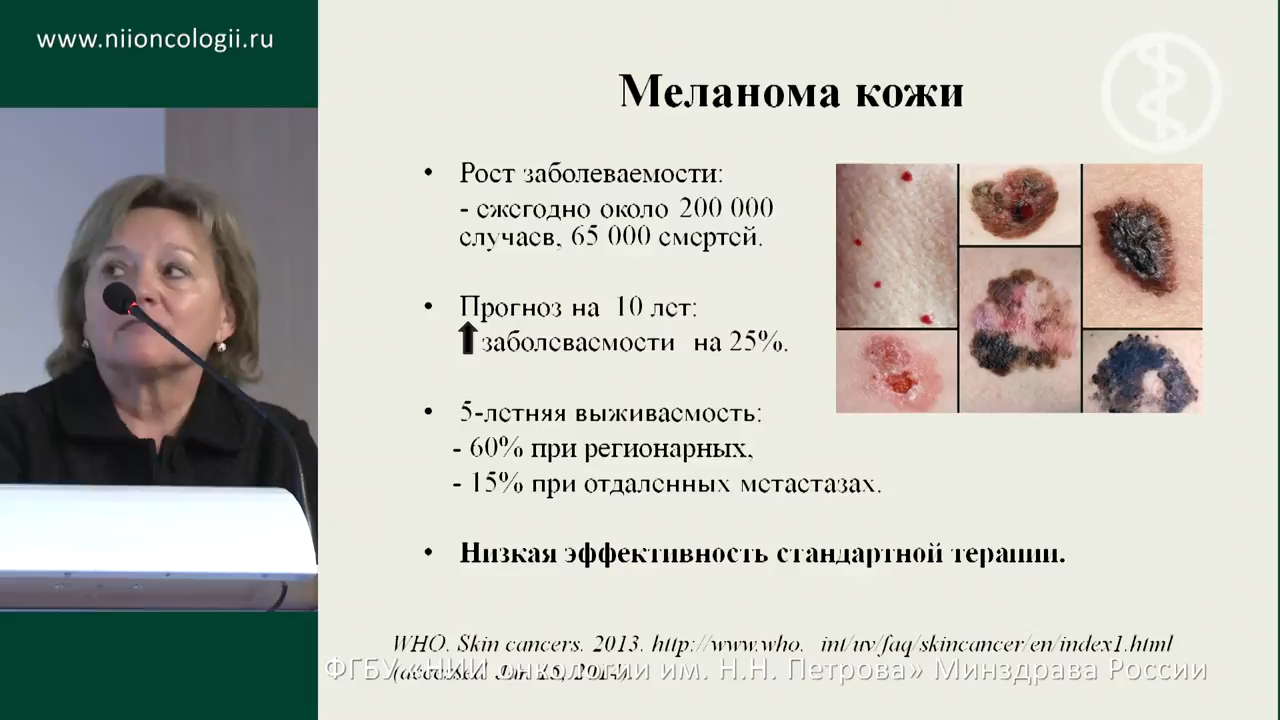 www.niioncologii.ru
Меланома кожи
• Рост заболеваемости:
- ежегодно около 200 000
случаев, 65 000 смертей.
• Прогноз на 10 лет:
заболеваемости на 25%.
• 5-летняя выживаемость:
- 60% при регионарных,
- 15% при отдаленных метастазах.
• Низкая эффективность стандартной терапии.
WHO. Skin cancers. 2013. http://www.who. int/uv/faq/skincancer/en/index1.html
ФГБУ «НИИ онкологии им. Н.Н. Петрова» Минздрава России